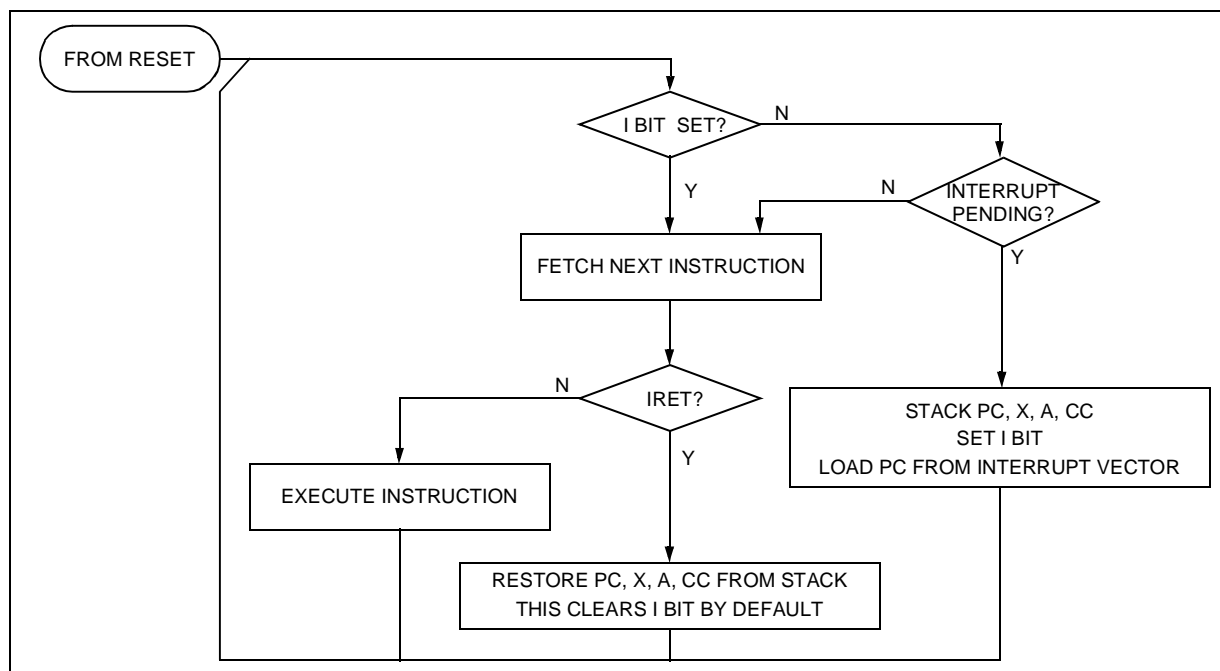 FROM RESET
I BIT SET?
N
Y
N
INTERRUPT
PENDING?
Y
FETCH NEXT INSTRUCTION
N
IRET?
Y
STACK PC, X, A, CC
SET I BIT
LOAD PC FROM INTERRUPT VECTOR
EXECUTE INSTRUCTION
RESTORE PC, X, A, CC FROM STACK
THIS CLEARS I BIT BY DEFAULT